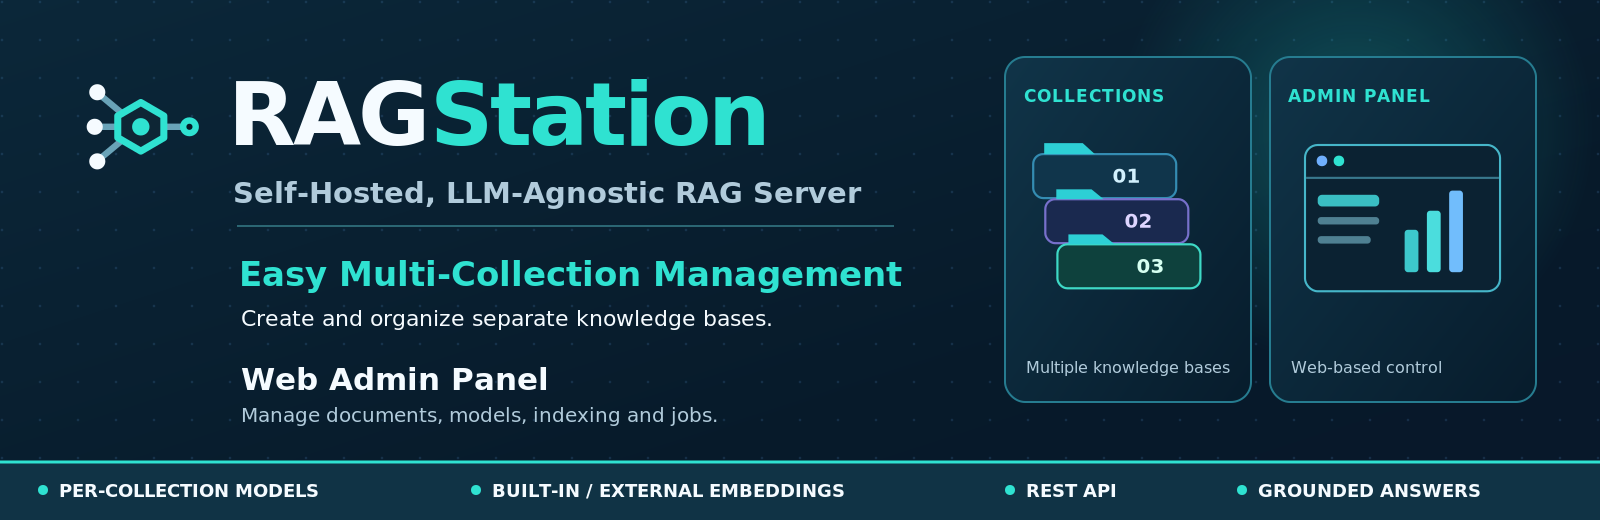 RAGStation
Self-Hosted, LLM-Agnostic RAG Server
Easy Multi-Collection Management
Create and organize separate knowledge bases.
Web Admin Panel
Manage documents, models, indexing and jobs.
COLLECTIONS
01
02
03
Multiple knowledge bases
ADMIN PANEL
Web-based control
PER-COLLECTION MODELS
BUILT-IN / EXTERNAL EMBEDDINGS
REST API
GROUNDED ANSWERS